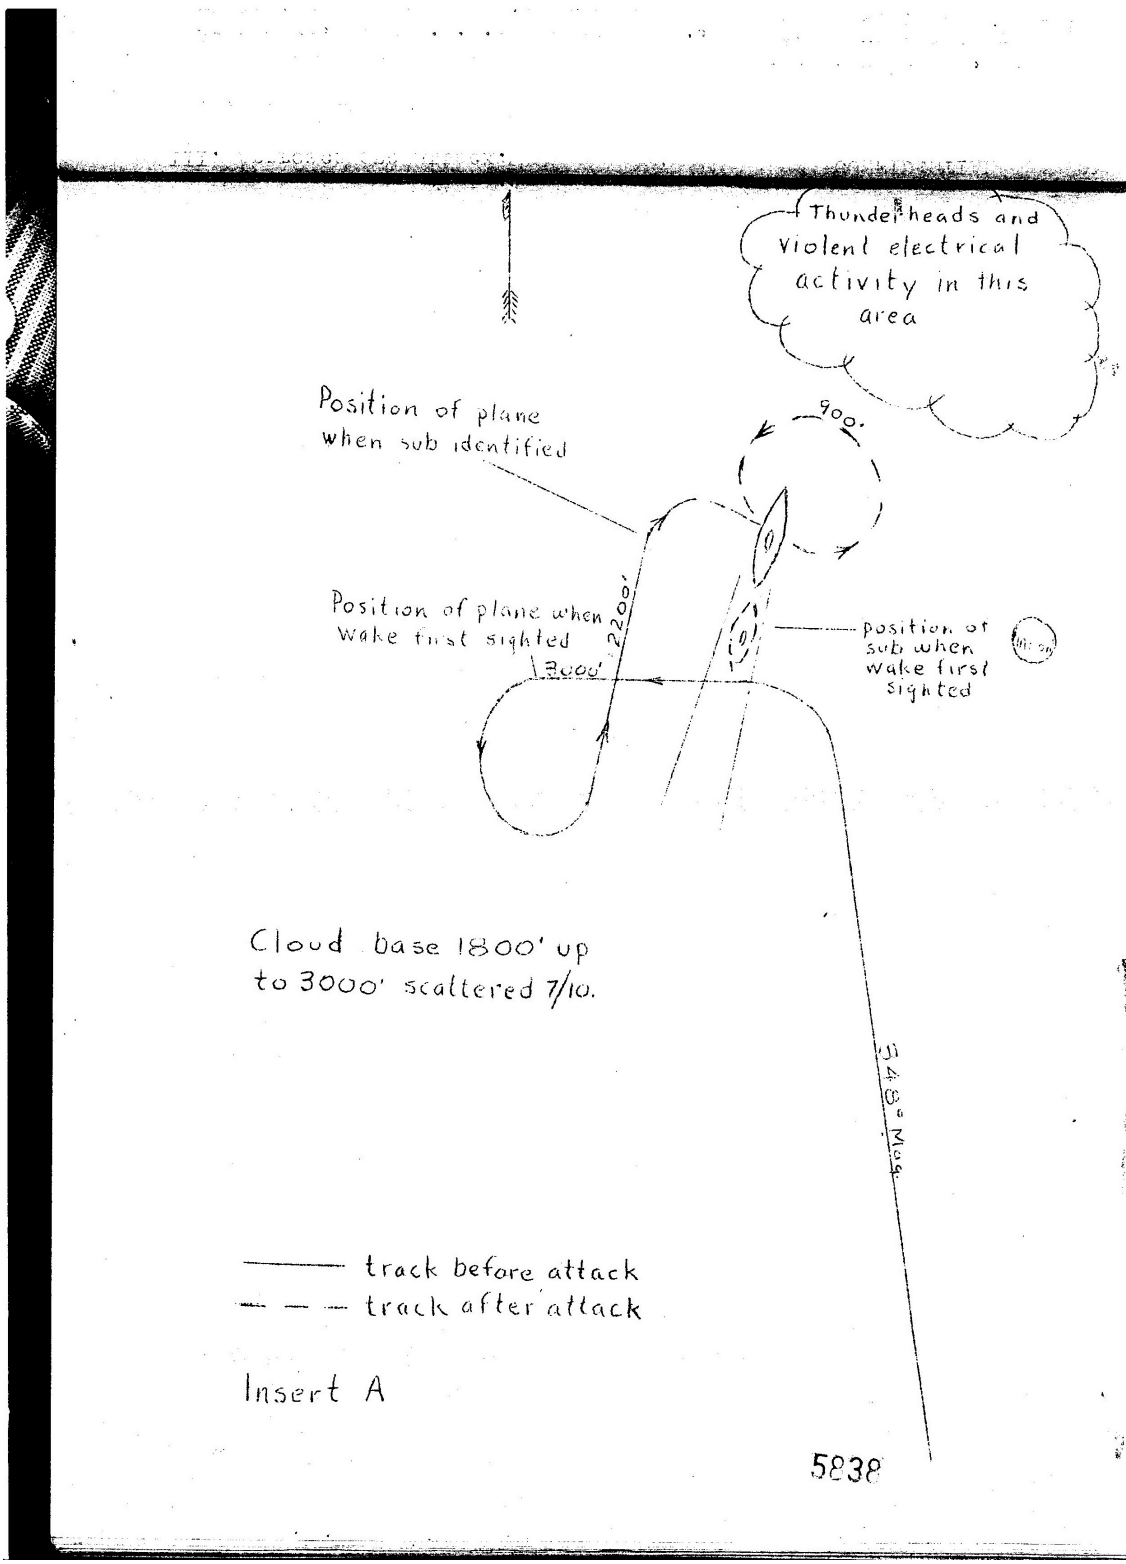 Thunderheads and
violent electrical
activity in this
area
900'
Position of plane
when sub identified
2200'
Position of plane when
wake first sighted
3000'
position of
sub when
wake first
sighted
Cloud base 1800' up
to 3000' scattered 7/10.
348° Mag.
track before attack
track after attack
Insert A
5838